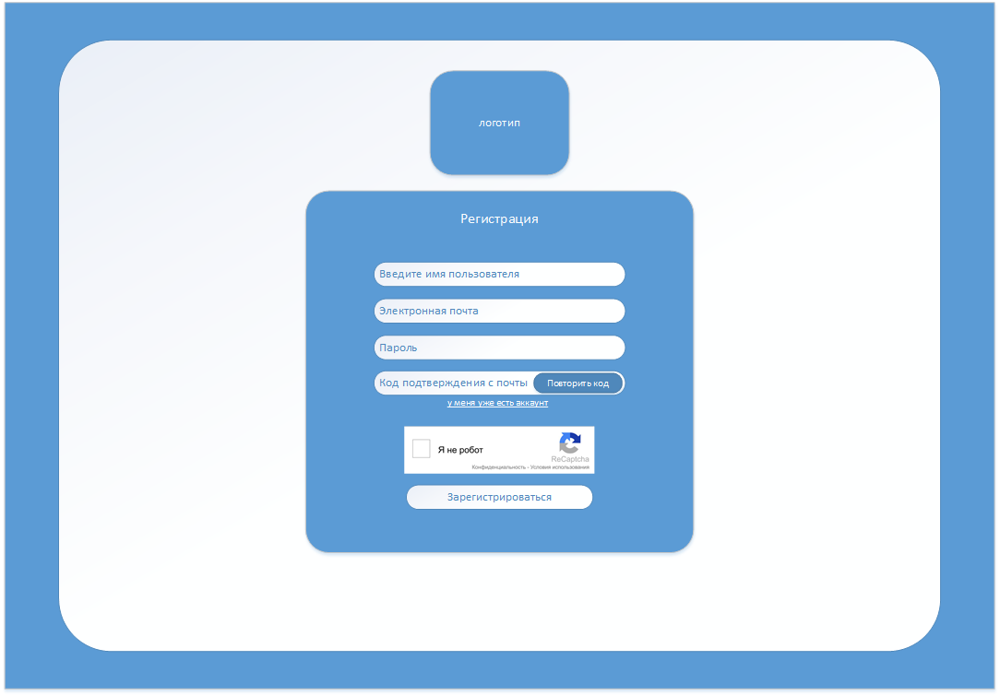 логотип
Регистрация
Введите имя пользователя
Электронная почта
Пароль
Код подтверждения с почты Повторить код
у меня уже есть аккаунт
Я не робот
ReCaptcha
Конфиденциальность - Условия использования
Зарегистрироваться